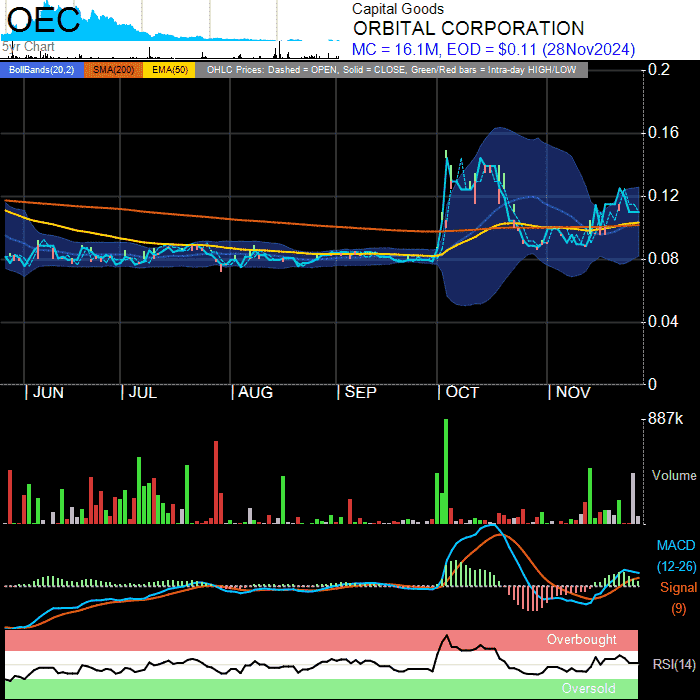 OEC
5yr Chart
Capital Goods
ORBITAL CORPORATION
MC = 16.1M, EOD = $0.11 (28Nov2024)
BollBands(20,2) SMA(200) EMA(50) OHLC Prices: Dashed = OPEN, Solid = CLOSE, Green/Red bars = Intra-day HIGH/LOW
0.2
0.16
0.12
0.08
0.04
0
JUN JUL AUG SEP OCT NOV
887k
Volume
MACD
(12-26)
Signal
(9)
Overbought
RSI(14)
Oversold